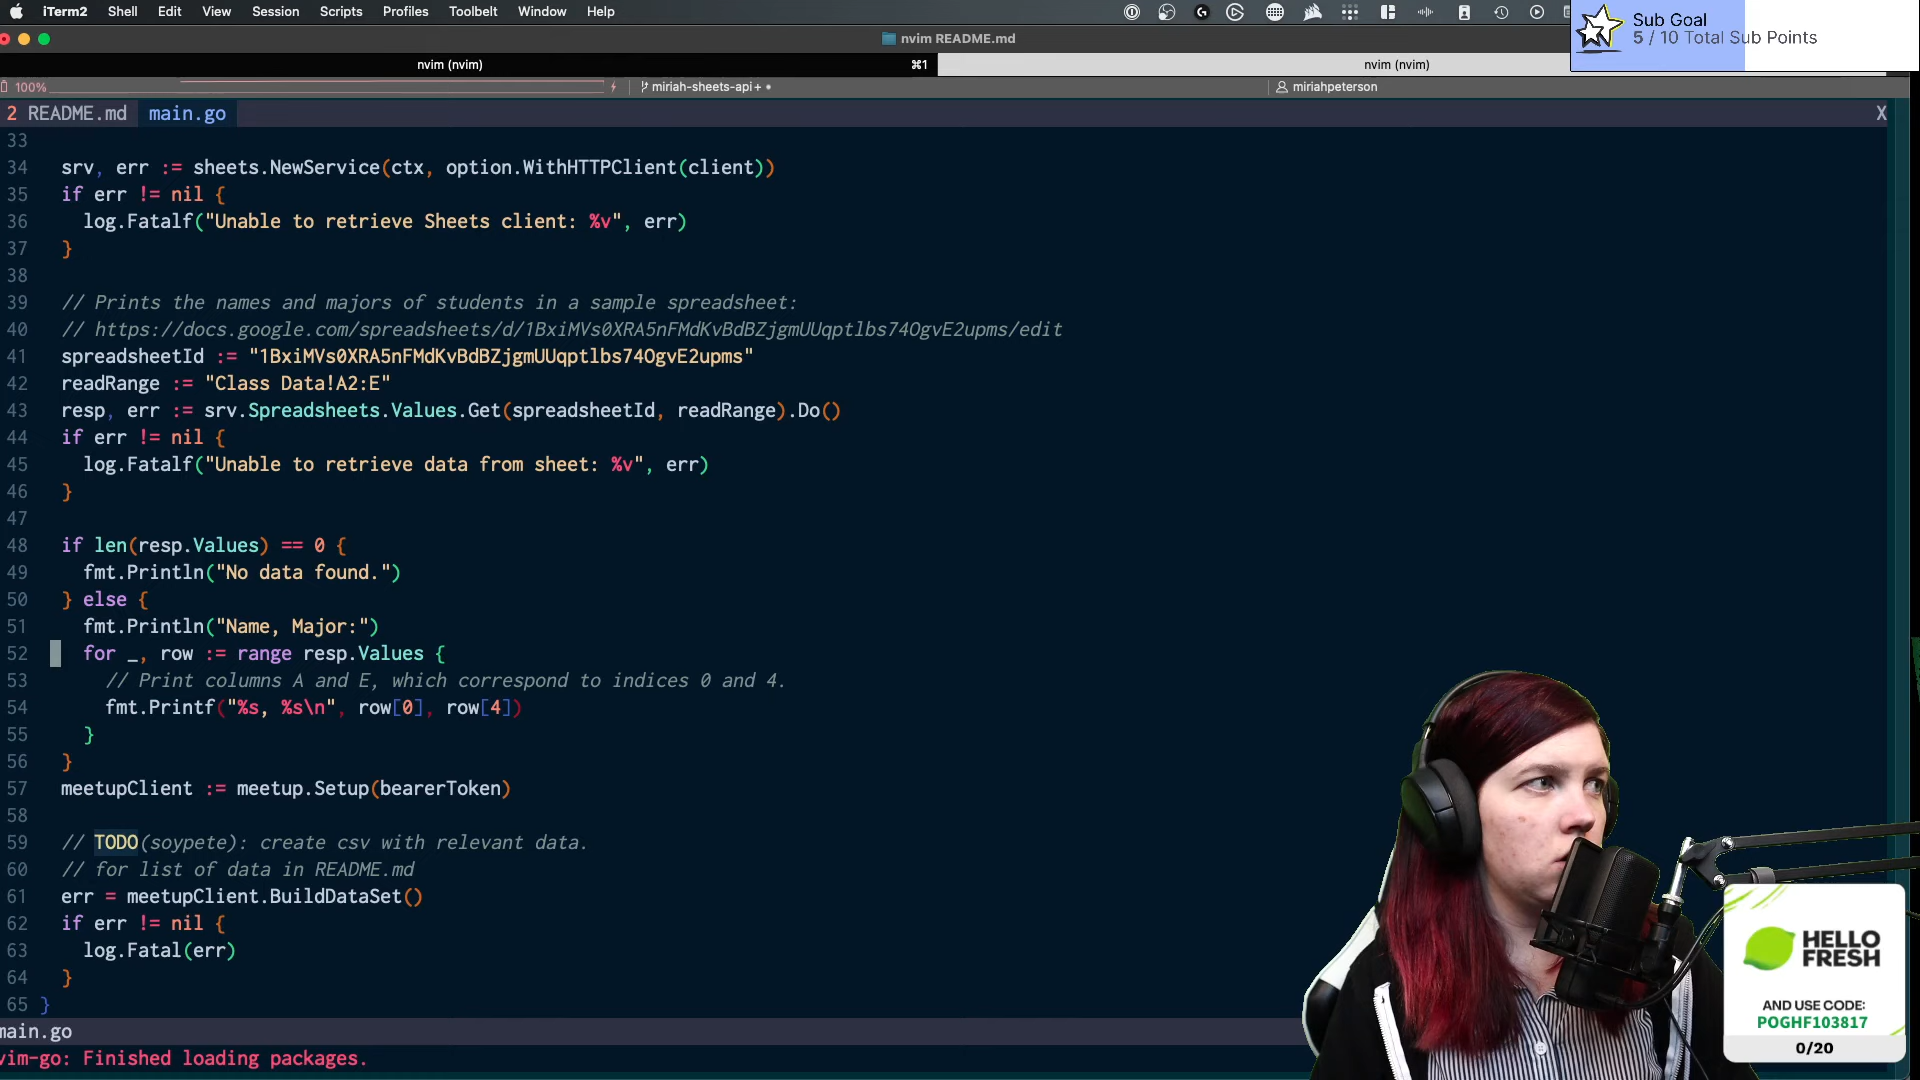 iTerm2 Shell Edit View Session Scripts Profiles Toolbelt Window Help
Sub Goal
5 / 10 Total Sub Points
nvim README.md
nvim (nvim) ⌘1 nvim (nvim)
100% miriah-sheets-api+ • miriahpeterson
2 README.md main.go X
33
34 srv, err := sheets.NewService(ctx, option.WithHTTPClient(client))
35 if err != nil {
36 log.Fatalf("Unable to retrieve Sheets client: %v", err)
37 }
38
39 // Prints the names and majors of students in a sample spreadsheet:
40 // https://docs.google.com/spreadsheets/d/1BxiMVs0XRA5nFMdKvBdBZjgmUUqptlbs74OgvE2upms/edit
41 spreadsheetId := "1BxiMVs0XRA5nFMdKvBdBZjgmUUqptlbs74OgvE2upms"
42 readRange := "Class Data!A2:E"
43 resp, err := srv.Spreadsheets.Values.Get(spreadsheetId, readRange).Do()
44 if err != nil {
45 log.Fatalf("Unable to retrieve data from sheet: %v", err)
46 }
47
48 if len(resp.Values) == 0 {
49 fmt.Println("No data found.")
50 } else {
51 fmt.Println("Name, Major:")
52 for _, row := range resp.Values {
53 // Print columns A and E, which correspond to indices 0 and 4.
54 fmt.Printf("%s, %s\n", row[0], row[4])
55 }
56 }
57 meetupClient := meetup.Setup(bearerToken)
58
59 // TODO(soypete): create csv with relevant data.
60 // for list of data in README.md
61 err = meetupClient.BuildDataSet()
62 if err != nil {
63 log.Fatal(err)
64 }
65 }
main.go
vim-go: Finished loading packages.
HELLO
FRESH
AND USE CODE:
POGHF103817
0/20